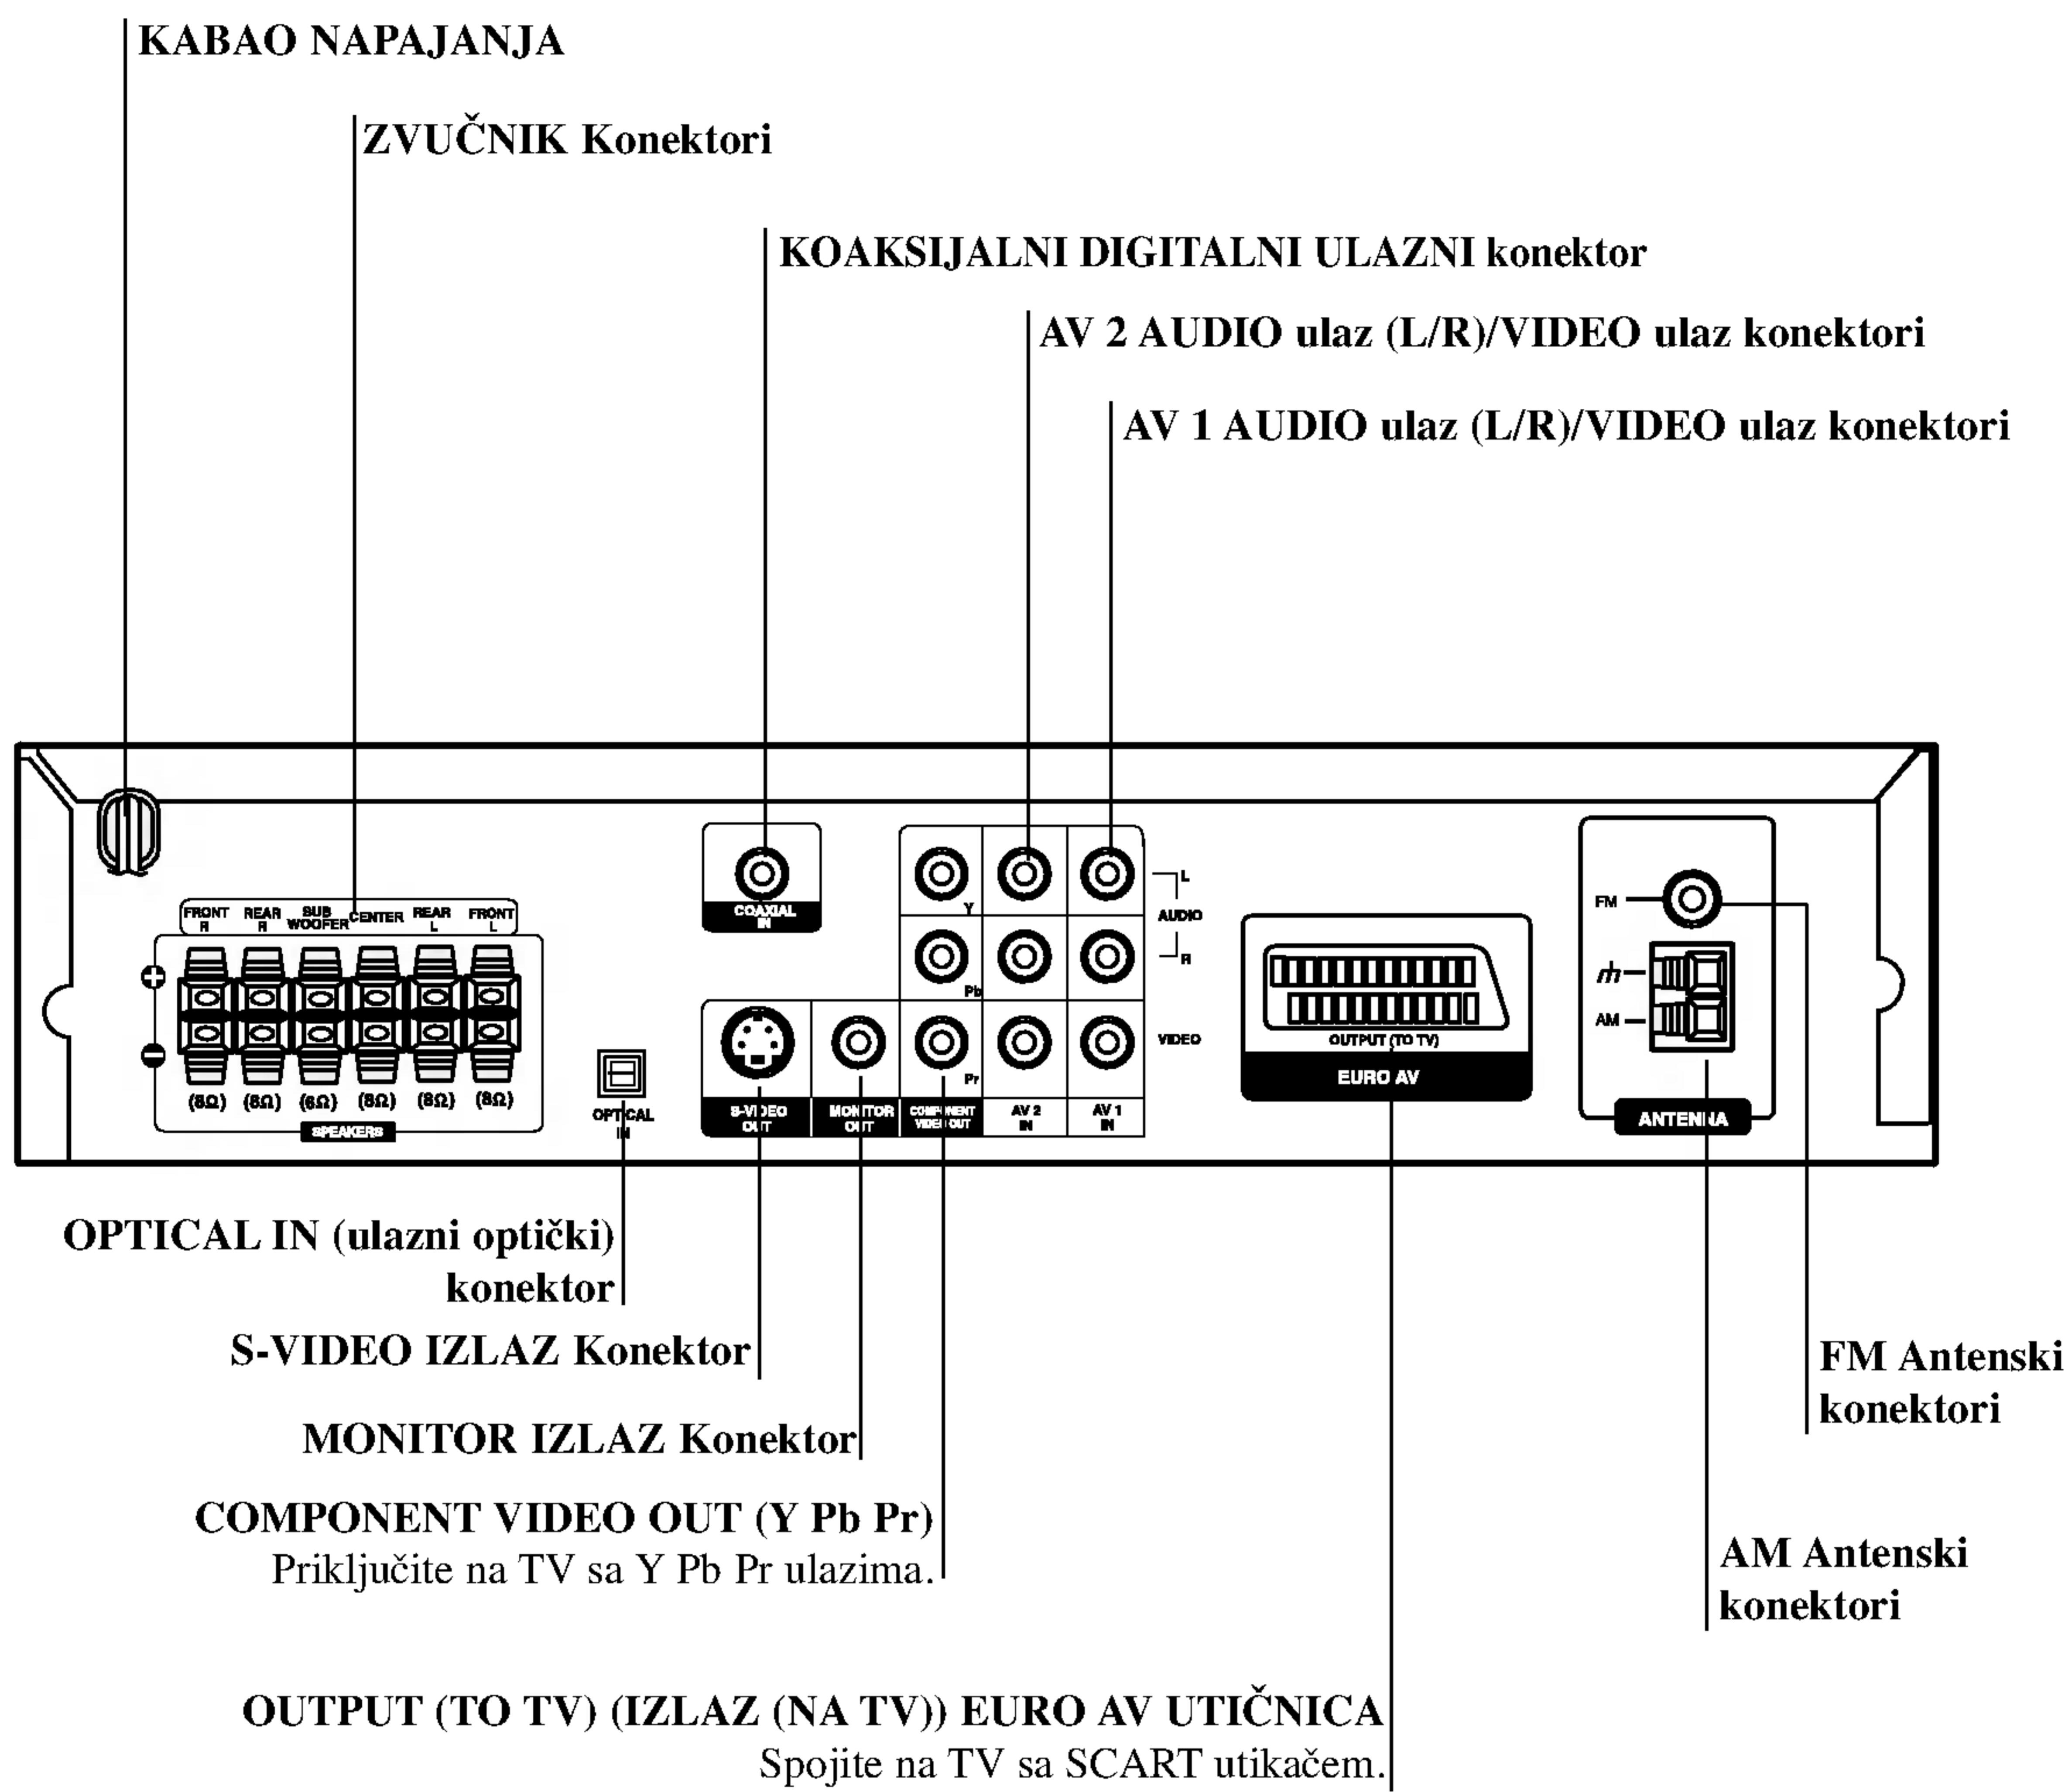 KABAO NAPAJANJA
ZVUČNIK Konektori
KOAKSIJALNI DIGITALNI ULAZNI konektor
AV 2 AUDIO ulaz (L/R)/VIDEO ulaz konektori
AV 1 AUDIO ulaz (L/R)/VIDEO ulaz konektori
FRONT R
REAR R
SUB WOOFER
CENTER
REAR L
FRONT L
(8Ω) (8Ω) (6Ω) (8Ω) (8Ω) (8Ω)
SPEAKERS
OPTICAL
IN
COAXIAL
IN
Y
Pb
Pr
L
AUDIO
R
VIDEO
S-VIDEO
OUT
MONITOR
OUT
COMPONENT
VIDEO OUT
AV 2
IN
AV 1
IN
OUTPUT (TO TV)
EURO AV
FM
AM
ANTENNA
OPTICAL IN (ulazni optički)
konektor
S-VIDEO IZLAZ Konektor
MONITOR IZLAZ Konektor
COMPONENT VIDEO OUT (Y Pb Pr)
Priključite na TV sa Y Pb Pr ulazima.
OUTPUT (TO TV) (IZLAZ (NA TV)) EURO AV UTIČNICA
Spojite na TV sa SCART utikačem.
FM Antenski
konektori
AM Antenski
konektori